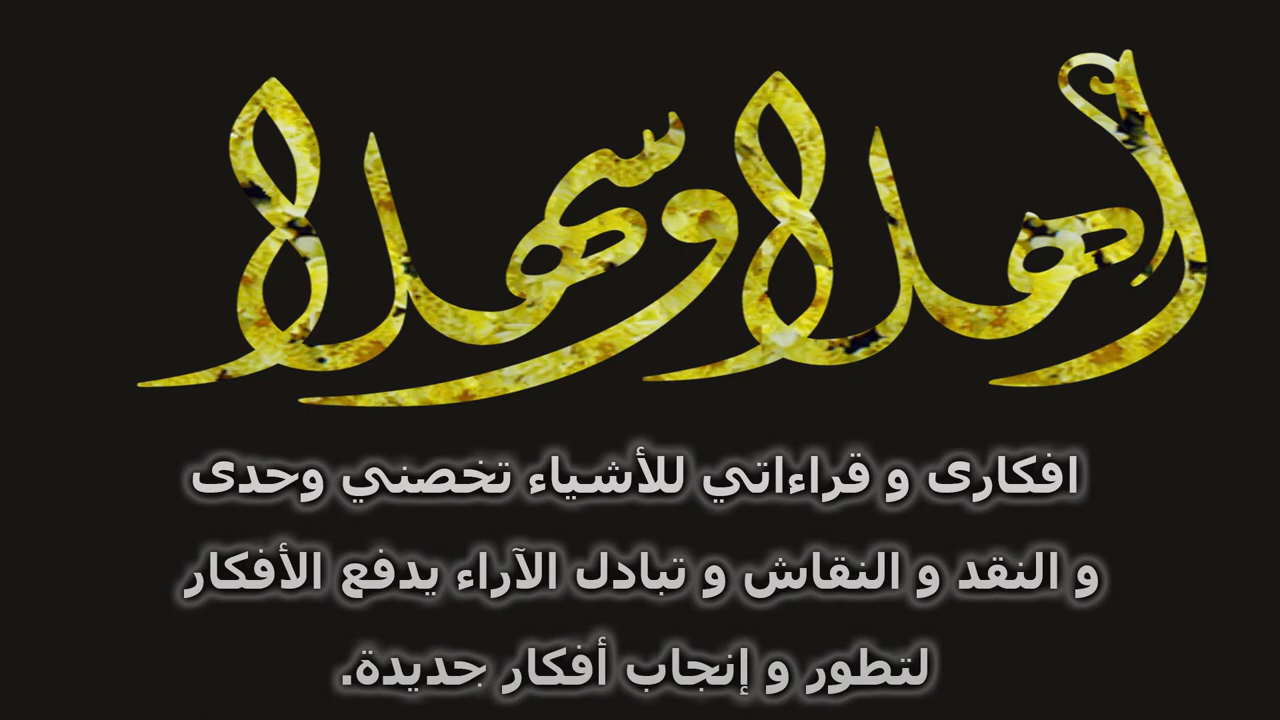 أهلا وسهلا
افكارى و قراءاتي للأشياء تخصني وحدى
و النقد و النقاش و تبادل الآراء يدفع الأفكار
لتطور و إنجاب أفكار جديدة.